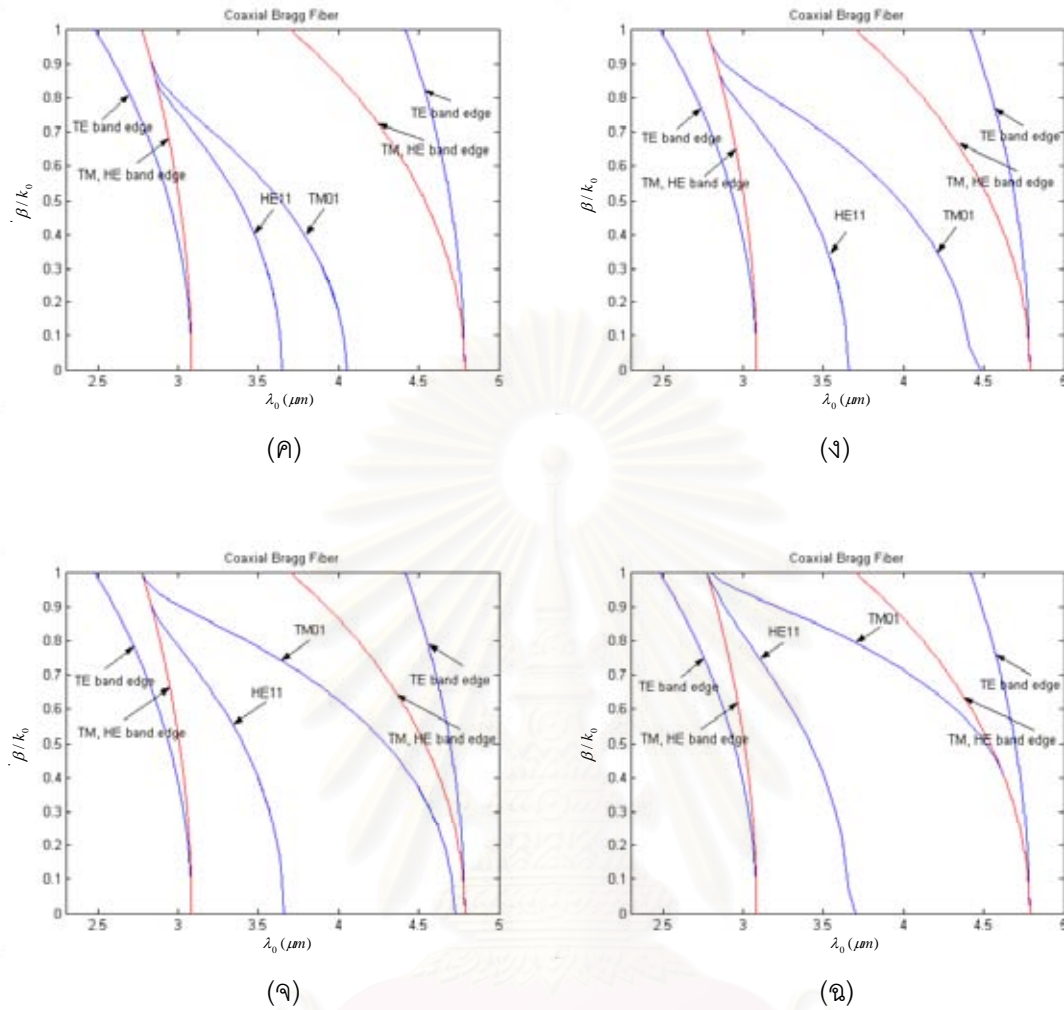 Coaxial Bragg Fiber
1
0.9
0.8
0.7
0.6
0.5
0.4
0.3
0.2
0.1
0
β/k₀
TE band edge
TM, HE band edge
HE11
TM01
TM, HE band edge
TE band edge
2.5
3
3.5
4
4.5
5
λ₀(μm)
(ค)
Coaxial Bragg Fiber
1
0.9
0.8
0.7
0.6
0.5
0.4
0.3
0.2
0.1
0
β/k₀
TE band edge
TM, HE band edge
HE11
TM01
TM, HE band edge
TE band edge
2.5
3
3.5
4
4.5
5
λ₀(μm)
(ง)
Coaxial Bragg Fiber
1
0.9
0.8
0.7
0.6
0.5
0.4
0.3
0.2
0.1
0
β/k₀
TE band edge
TM, HE band edge
HE11
TM01
TE band edge
TM, HE band edge
2.5
3
3.5
4
4.5
5
λ₀(μm)
(จ)
Coaxial Bragg Fiber
1
0.9
0.8
0.7
0.6
0.5
0.4
0.3
0.2
0.1
0
β/k₀
TE band edge
TM, HE band edge
HE11
TM01
TE band edge
TM, HE band edge
2.5
3
3.5
4
4.5
5
λ₀(μm)
(ฉ)